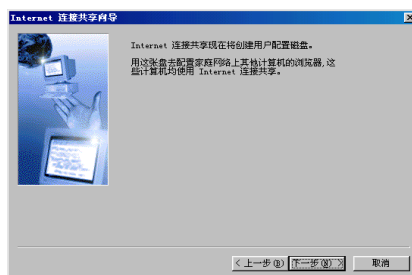 Internet 连接共享向导
Internet 连接共享现在将创建用户配置磁盘。
用这张盘去配置家庭网络上其他计算机的浏览器,这
些计算机均使用 Internet 连接共享。
< 上一步(B) 下一步(N) > 取消